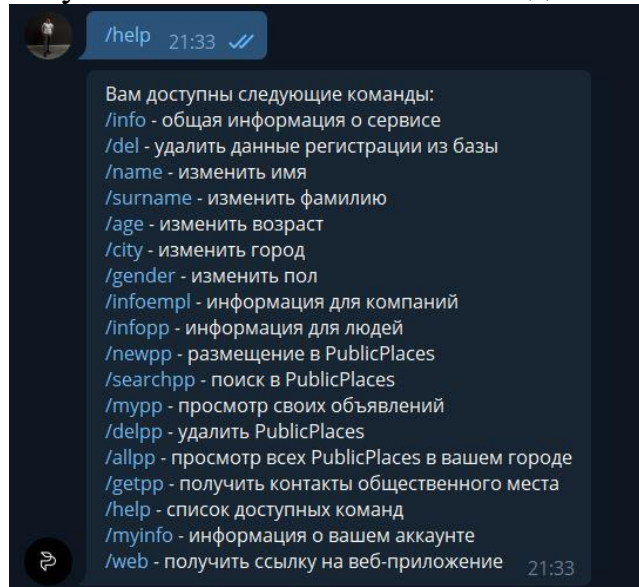 /help 21:33
Вам доступны следующие команды:
/info - общая информация о сервисе
/del - удалить данные регистрации из базы
/name - изменить имя
/surname - изменить фамилию
/age - изменить возраст
/city - изменить город
/gender - изменить пол
/infoempl - информация для компаний
/infopp - информация для людей
/newpp - размещение в PublicPlaces
/searchpp - поиск в PublicPlaces
/mypp - просмотр своих объявлений
/delpp - удалить PublicPlaces
/allpp - просмотр всех PublicPlaces в вашем городе
/getpp - получить контакты общественного места
/help - список доступных команд
/myinfo - информация о вашем аккаунте
/web - получить ссылку на веб-приложение 21:33